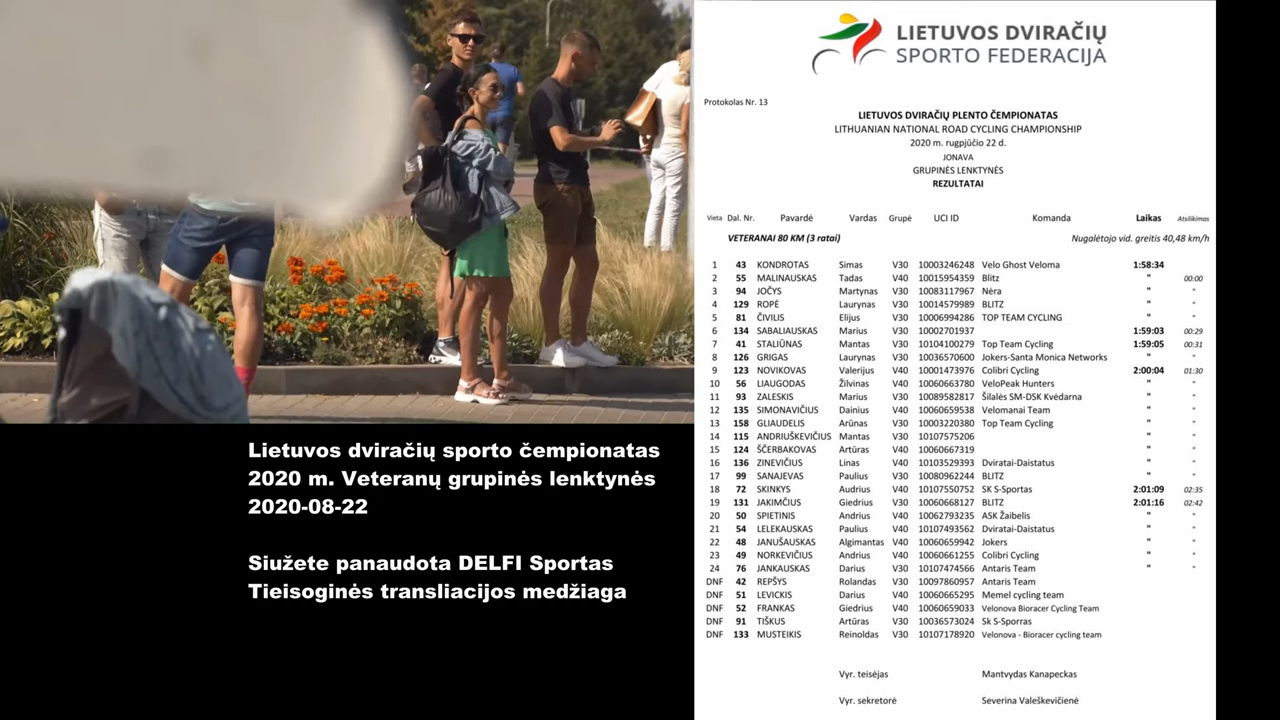 LIETUVOS DVIRAČIŲ
SPORTO FEDERACIJA
Protokolas Nr. 13
LIETUVOS DVIRAČIŲ PLENTO ČEMPIONATAS
LITHUANIAN NATIONAL ROAD CYCLING CHAMPIONSHIP
2020 m. rugpjūčio 22 d.
JONAVA
GRUPINĖS LENKTYNĖS
REZULTATAI
Vieta Dal. Nr. Pavardė Vardas Grupė UCI ID Komanda Laikas Atsilikimas
VETERANAI 80 KM (3 ratai) Nugalėtojo vid. greitis 40,48 km/h
1 43 KONDROTAS Simas V30 10003246248 Velo Ghost Veloma 1:58:34
2 55 MALINAUSKAS Tadas V40 10015954359 Blitz " 00:00
3 94 JOČYS Martynas V30 10083117967 Nėra " "
4 129 ROPĖ Laurynas V30 10014579989 BLITZ " "
5 81 ČIVILIS Elijus V30 10006994286 TOP TEAM CYCLING " "
6 134 SABALIAUSKAS Marius V30 10002701937 1:59:03 00:29
7 41 STALIŪNAS Mantas V30 10104100279 Top Team Cycling 1:59:05 00:31
8 126 GRIGAS Laurynas V30 10036570600 Jokers-Santa Monica Networks " "
9 123 NOVIKOVAS Valerijus V40 10001473976 Colibri Cycling 2:00:04 01:30
10 56 LIAUGODAS Žilvinas V40 10060663780 VeloPeak Hunters " "
11 93 ZALESKIS Marius V30 10089582817 Šilalės SM-DSK Kvėdarna " "
12 135 SIMONAVIČIUS Dainius V40 10060659538 Velomanai Team " "
13 158 GLIAUDELIS Arūnas V30 10003220380 Top Team Cycling " "
14 115 ANDRIUŠKEVIČIUS Mantas V30 10107575206 " "
15 124 ŠČERBAKOVAS Artūras V40 10060667319 " "
16 136 ZINEVIČIUS Linas V40 10103529393 Dviratai-Daistatus " "
17 99 SANAJEVAS Paulius V30 10080962244 BLITZ " "
18 72 SKINKYS Audrius V40 10107550752 SK S-Sportas 2:01:09 02:35
19 131 JAKIMČIUS Giedrius V30 10060668127 BLITZ 2:01:16 02:42
20 50 SPIETINIS Andrius V40 10062793235 ASK Žaibelis " "
21 54 LELEKAUSKAS Paulius V40 10107493562 Dviratai-Daistatus " "
22 48 JANUŠAUSKAS Algimantas V40 10060659942 Jokers " "
23 49 NORKEVIČIUS Andrius V40 10060661255 Colibri Cycling " "
24 76 JANKAUSKAS Darius V30 10107474566 Antaris Team " "
DNF 42 REPŠYS Rolandas V30 10097860957 Antaris Team
DNF 51 LEVICKIS Darius V40 10060665295 Memel cycling team
DNF 52 FRANKAS Giedrius V40 10060659033 Velonova Bioracer Cycling Team
DNF 91 TIŠKUS Artūras V30 10036573024 Sk S-Sporras
DNF 133 MUSTEIKIS Reinoldas V30 10107178920 Velonova - Bioracer cycling team
Vyr. teisėjas Mantvydas Kanapeckas
Vyr. sekretorė Severina Valeškevičienė
Lietuvos dviračių sporto čempionatas
2020 m. Veteranų grupinės lenktynės
2020-08-22
Siužete panaudota DELFI Sportas
Tieisoginės transliacijos medžiaga